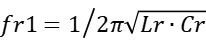 fr1 = 1/2π√Lr · Cr